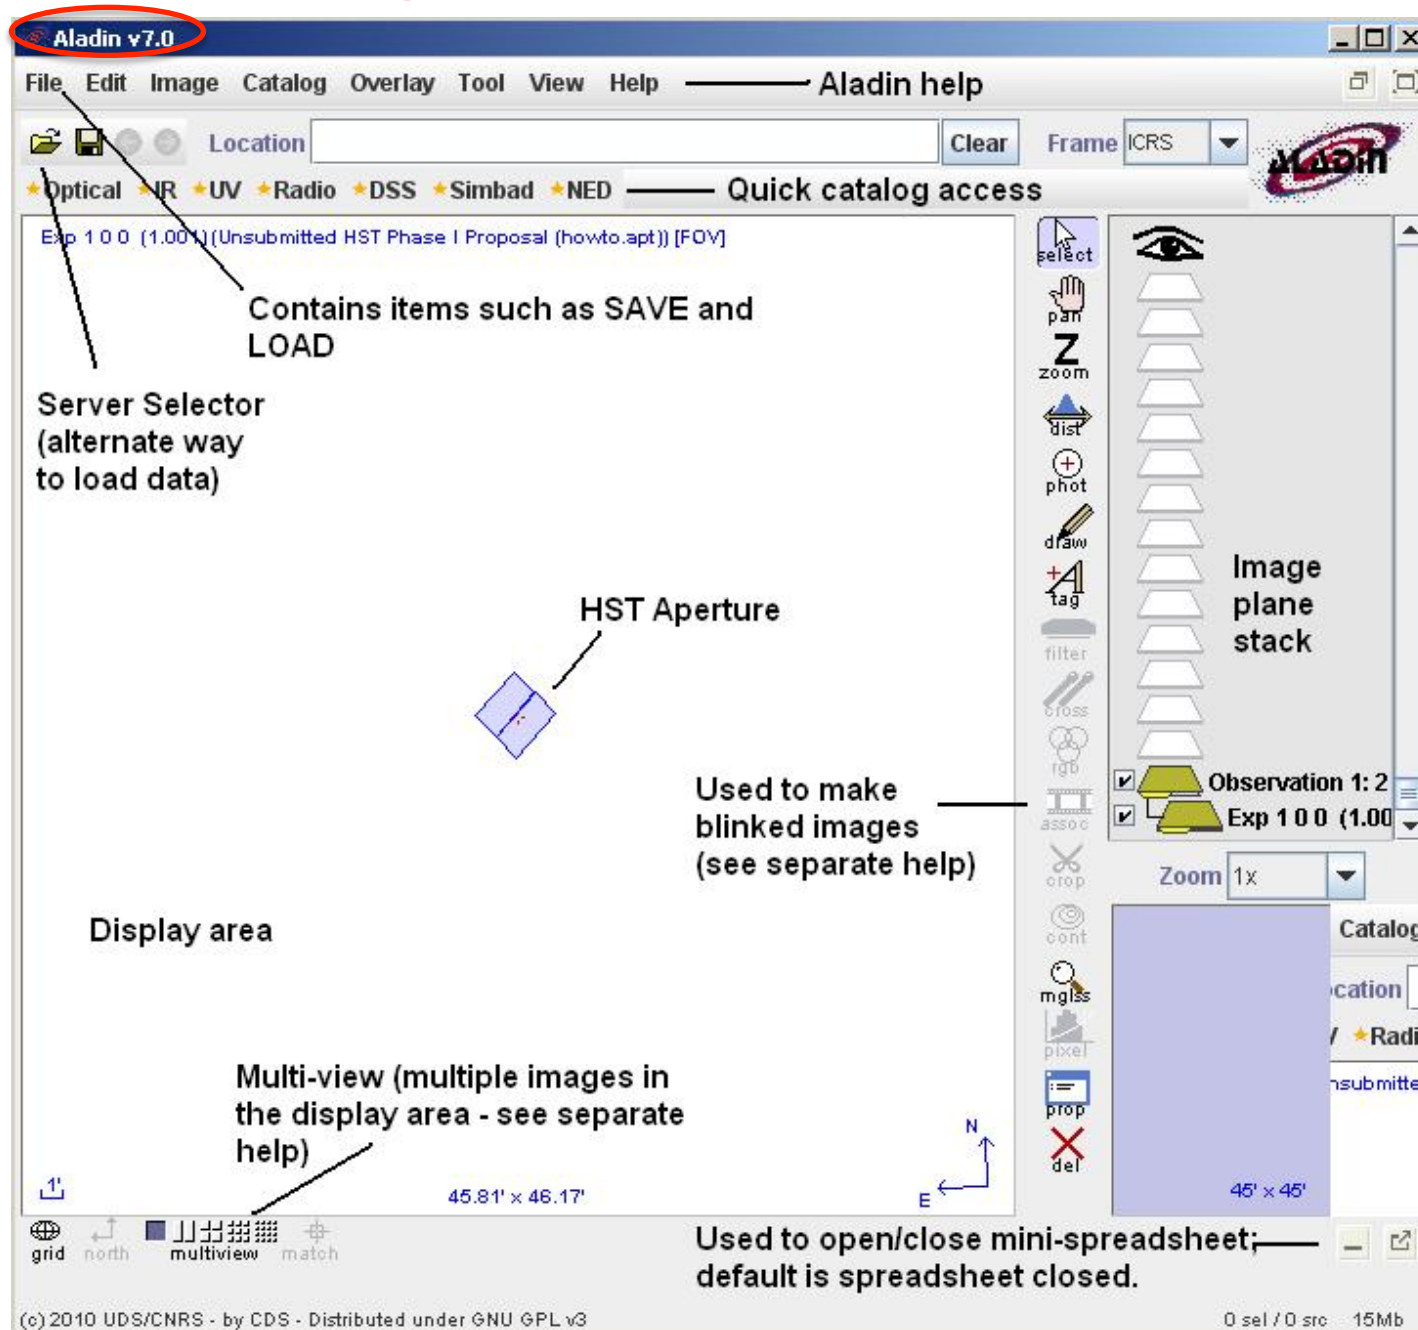 Aladin v7.0
File Edit Image Catalog Overlay Tool View Help Aladin help
Location Clear Frame ICRS ALADin
Optical IR UV Radio DSS Simbad NED Quick catalog access
Exp 1 0 0 (1.001) (Unsubmitted HST Phase I Proposal (howto.apt)) [FOV]
select
pan
Z
zoom
dist
phot
draw
+A
tag
filter
cross
rgb
assoc
crop
cont
mglss
pixel
prop
del
Contains items such as SAVE and
LOAD
Server Selector
(alternate way
to load data)
HST Aperture
Image
plane
stack
Used to make
blinked images
(see separate help)
Observation 1: 2
Exp 1 0 0 (1.00
Zoom 1x
Display area
Catalog
cation
V Radi
nsubmitte
Multi-view (multiple images in
the display area - see separate
help)
1'
45.81' x 46.17'
N
E
45' x 45'
grid north multiview match
Used to open/close mini-spreadsheet;
default is spreadsheet closed.
(c) 2010 UDS/CNRS - by CDS - Distributed under GNU GPL v3
0 sel / 0 src 15Mb